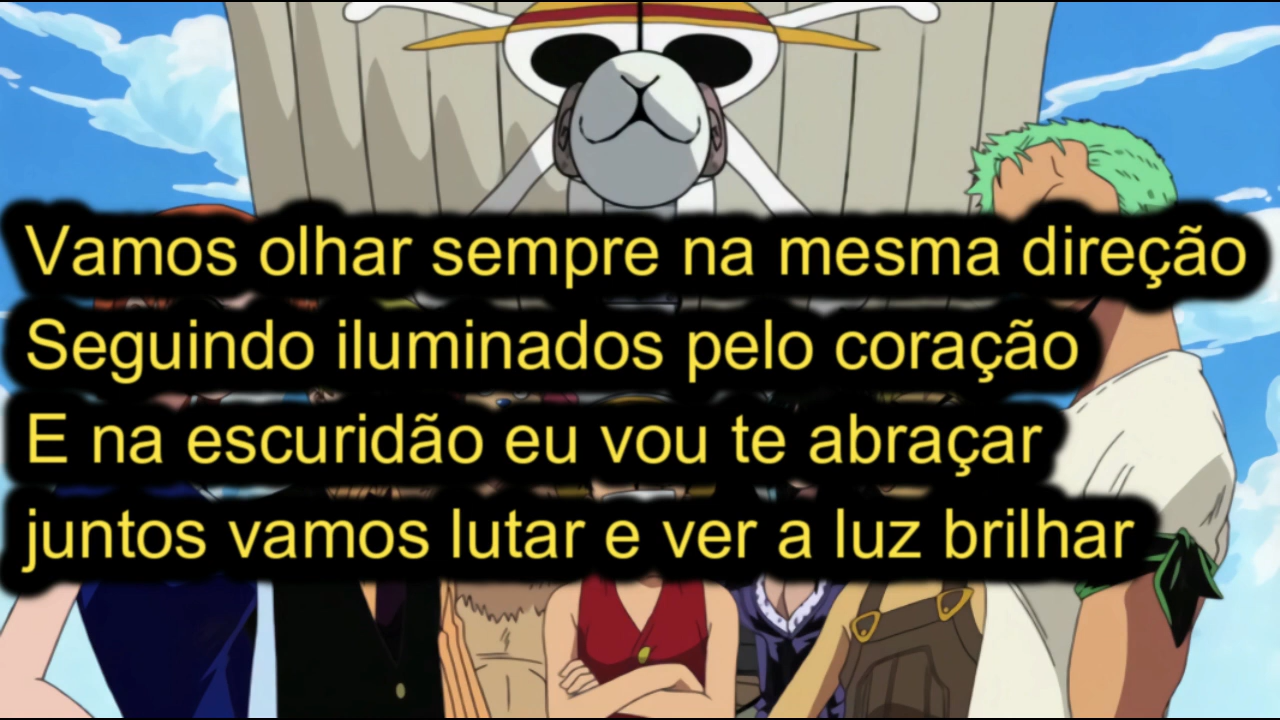 Vamos olhar sempre na mesma direção
Seguindo iluminados pelo coração
E na escuridão eu vou te abraçar
juntos vamos lutar e ver a luz brilhar